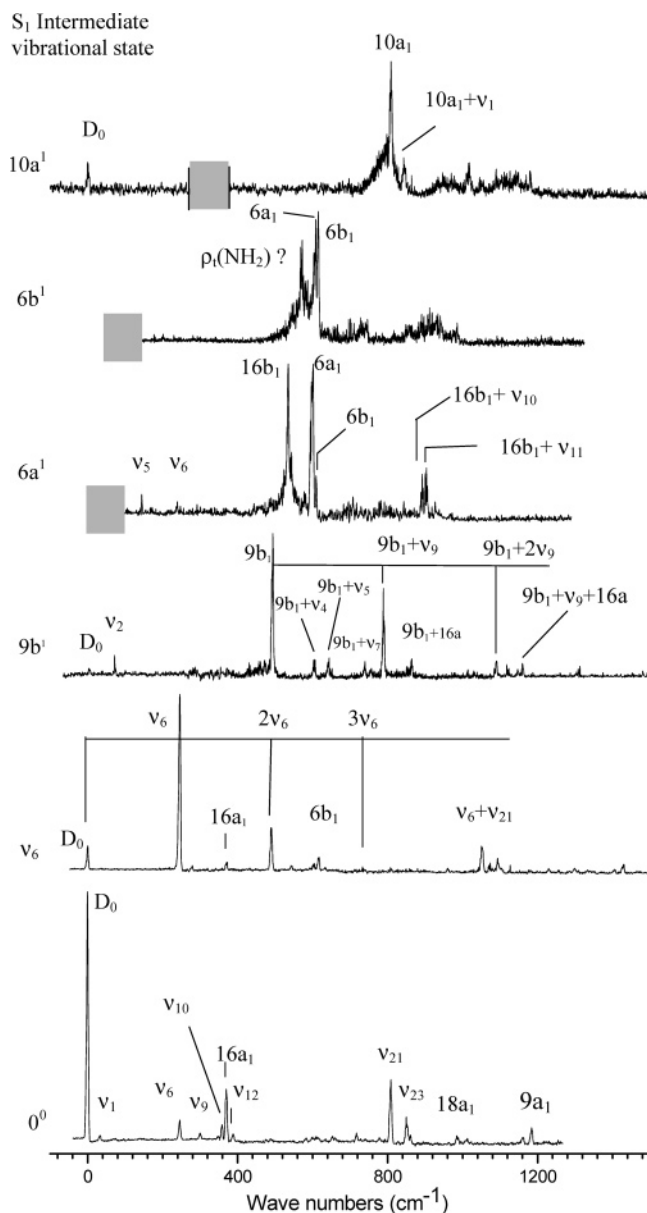 S₁ Intermediate
vibrational state
10a₁
10a₁+ν₁
D₀
10a¹
6a₁
6b₁
ρₜ(NH₂) ?
6b¹
16b₁
6a₁
6b₁
16b₁+ ν₁₀
16b₁+ ν₁₁
6a¹
ν₅
ν₆
9b₁
9b₁+ν₉
9b₁+2ν₉
9b₁+ν₄
9b₁+ν₅
9b₁+ν₇
9b₁₊16a
9b₁+ν₉+16a
9b¹
D₀
ν₂
ν₆
2ν₆
3ν₆
16a₁
6b₁
ν₆+ν₂₁
ν₆
D₀
D₀
ν₁₀
16a₁
ν₁
ν₆
ν₉
ν₁₂
ν₂₁
ν₂₃
18a₁
9a₁
0⁰
0
400
800
1200
Wave numbers (cm⁻¹)